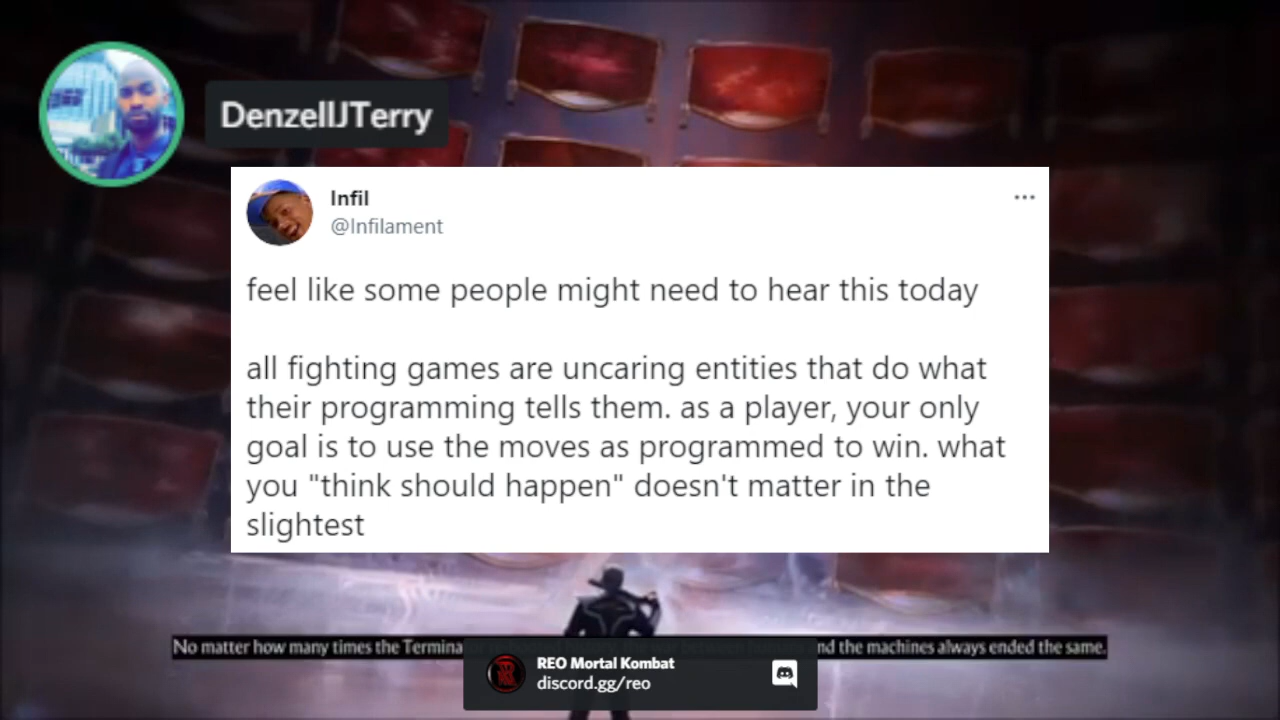 DenzellJTerry
Infil
@Infilament
feel like some people might need to hear this today
all fighting games are uncaring entities that do what
their programming tells them. as a player, your only
goal is to use the moves as programmed to win. what
you "think should happen" doesn't matter in the
slightest
No matter how many times the Termina nd the machines always ended the same.
REO Mortal Kombat
discord.gg/reo